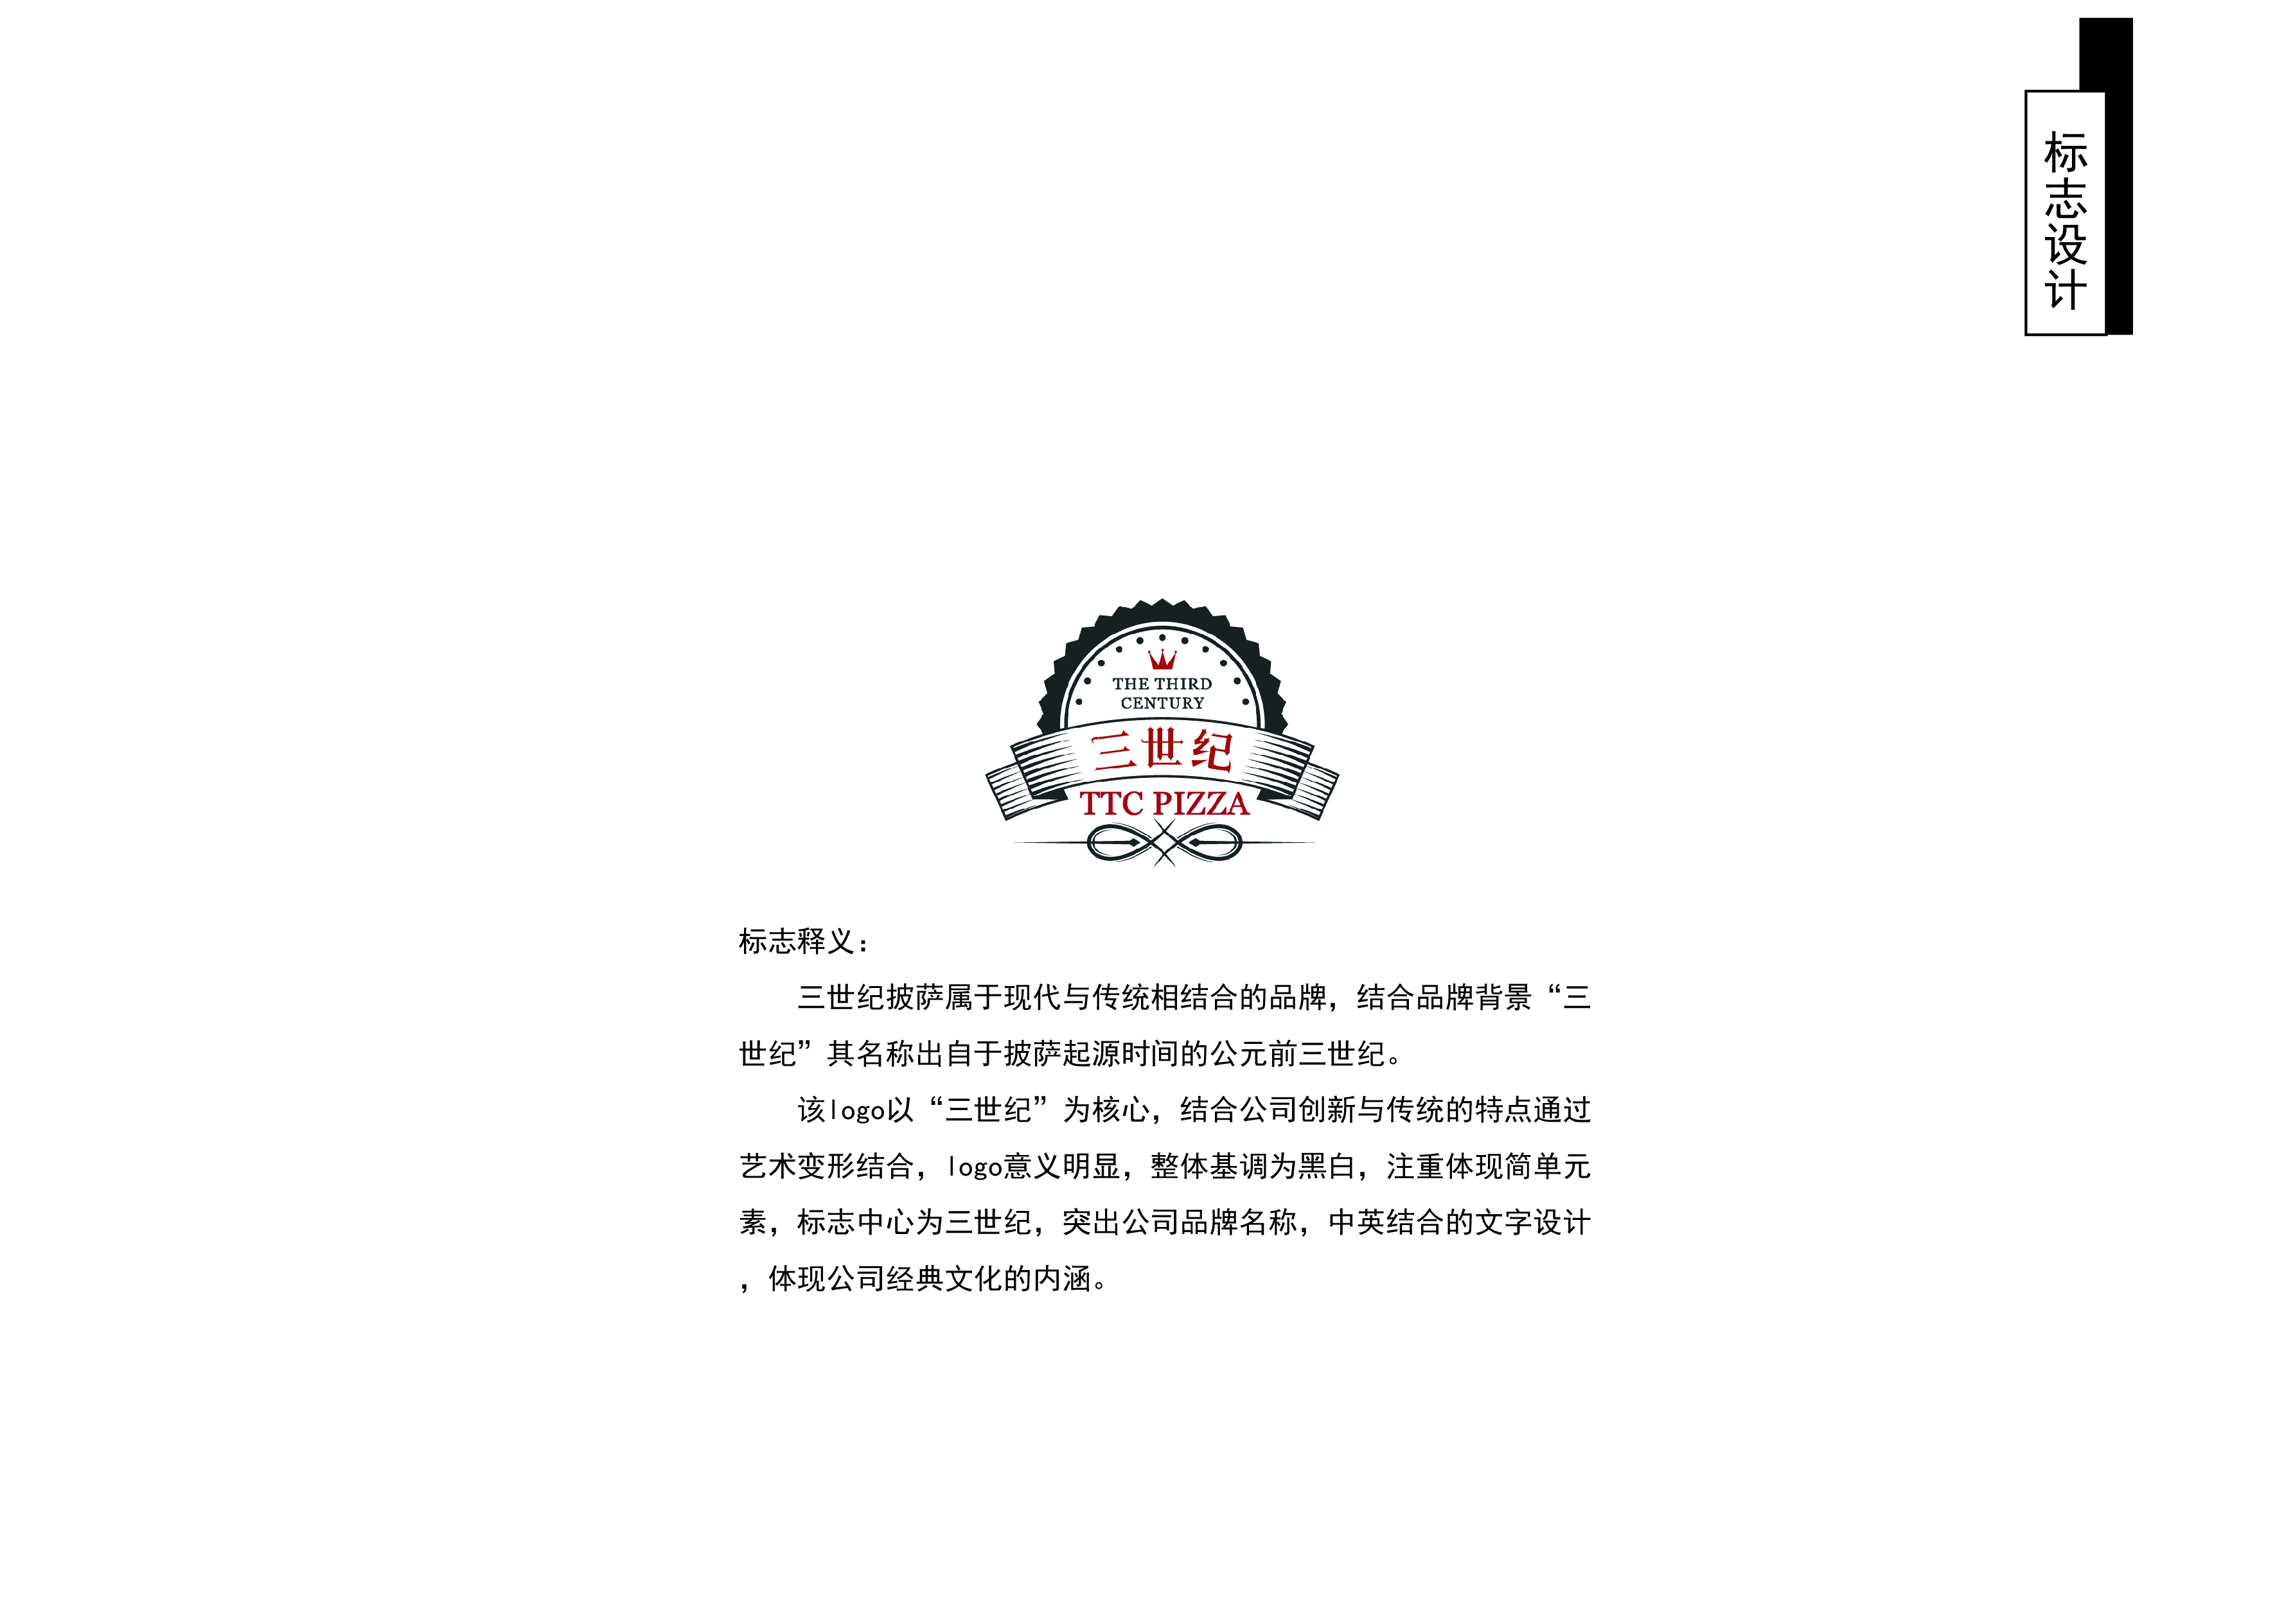 标志设计
THE THIRD
CENTURY
三世纪
TTC PIZZA
标志释义：
三世纪披萨属于现代与传统相结合的品牌，结合品牌背景“三
世纪”其名称出自于披萨起源时间的公元前三世纪。
该logo以“三世纪”为核心，结合公司创新与传统的特点通过
艺术变形结合，logo意义明显，整体基调为黑白，注重体现简单元
素，标志中心为三世纪，突出公司品牌名称，中英结合的文字设计
，体现公司经典文化的内涵。